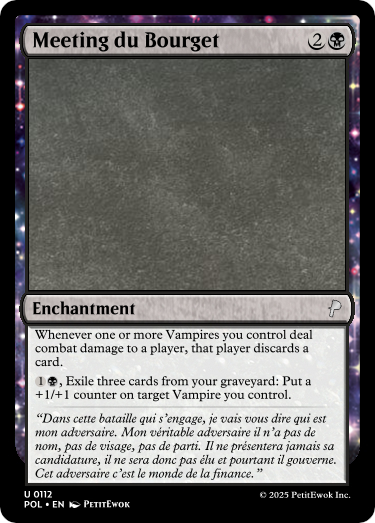 Meeting du Bourget
2
Enchantment
Whenever one or more Vampires you control deal
combat damage to a player, that player discards a
card.
1, Exile three cards from your graveyard: Put a
+1/+1 counter on target Vampire you control.
“Dans cette bataille qui s’engage, je vais vous dire qui est
mon adversaire. Mon véritable adversaire il n’a pas de
nom, pas de visage, pas de parti. Il ne présentera jamais sa
candidature, il ne sera donc pas élu et pourtant il gouverne.
Cet adversaire c’est le monde de la finance.”
U 0112
POL • EN PetitEwok
© 2025 PetitEwok Inc.